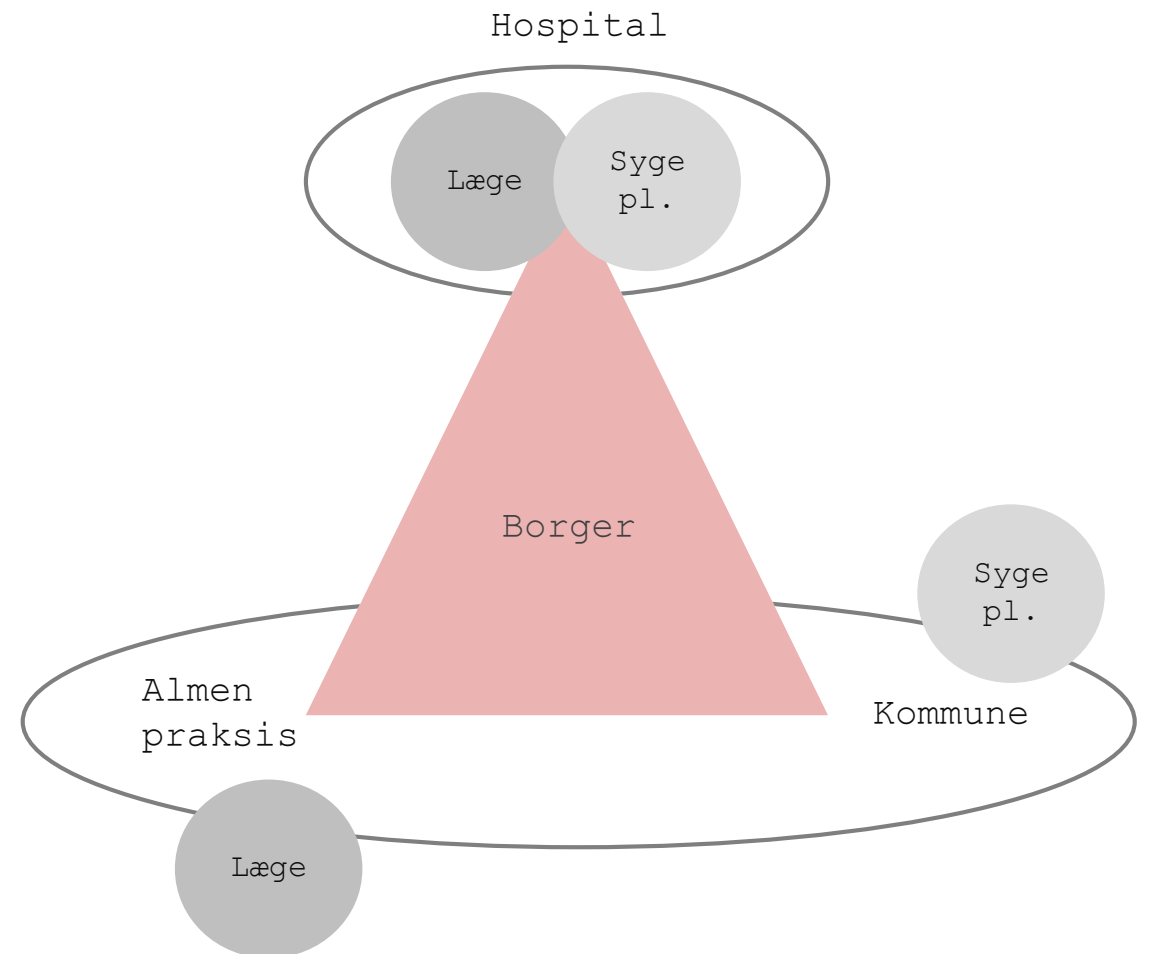 Hospital
Læge
Syge
pl.
Borger
Syge
pl.
Almen
praksis
Kommune
Læge